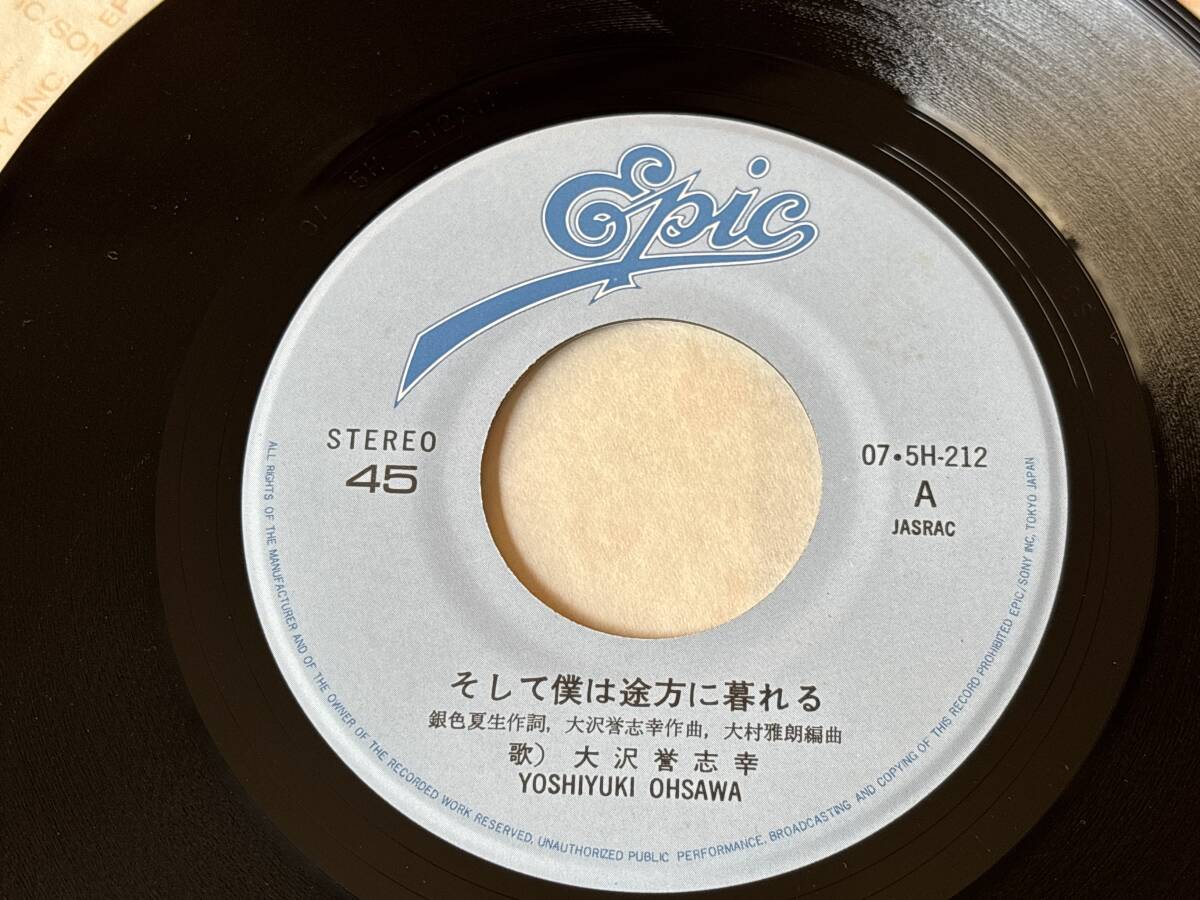 Epic
STEREO
45
07•5H-212
A
JASRAC
そして僕は途方に暮れる
銀色夏生作詞, 大沢誉志幸作曲, 大村雅朗編曲
歌) 大沢誉志幸
YOSHIYUKI OHSAWA
ALL RIGHTS OF THE MANUFACTURER AND OF THE OWNER OF THE RECORDED WORK RESERVED, UNAUTHORIZED PUBLIC PERFORMANCE, BROADCASTING AND COPYING OF THIS RECORD PROHIBITED EPIC/SONY INC. TOKYO JAPAN